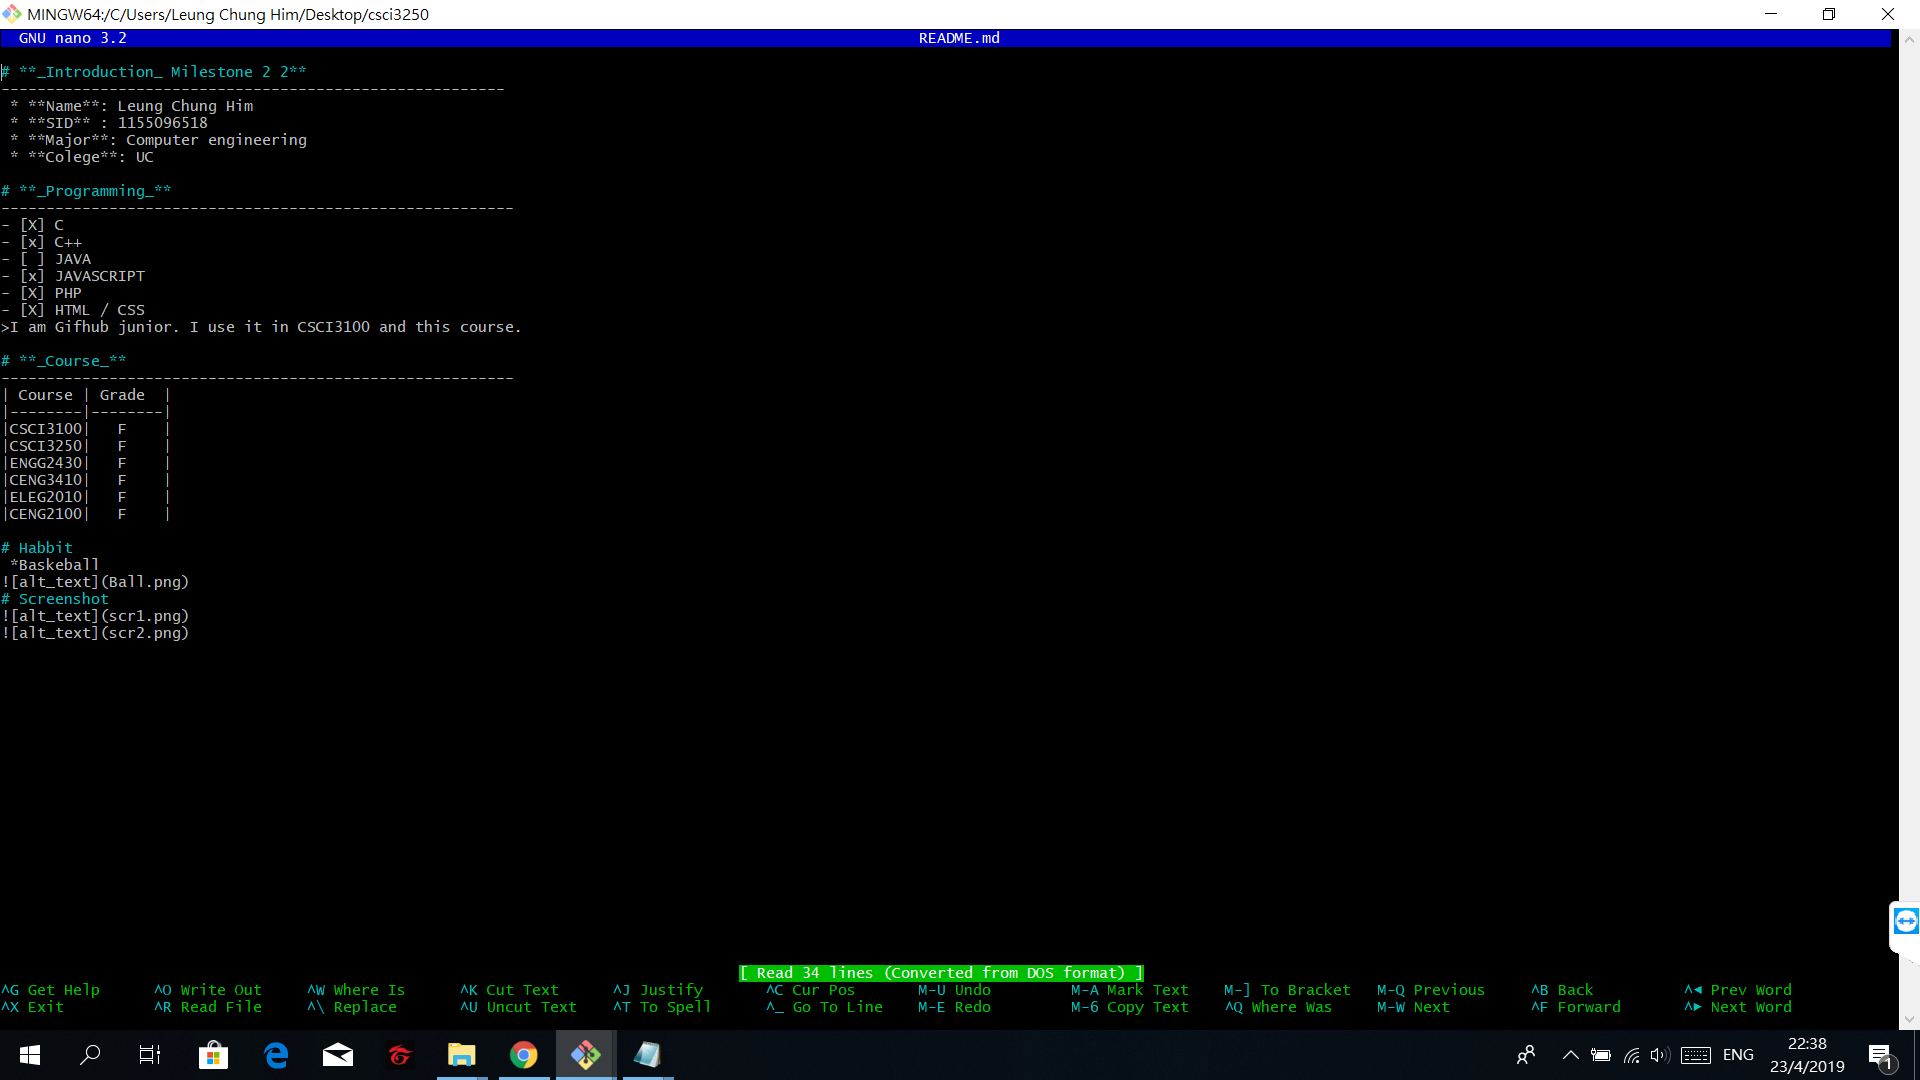 MINGW64:/C/Users/Leung Chung Him/Desktop/csci3250
GNU nano 3.2 README.md
# **_Introduction_ Milestone 2 2**
--------------------------------------------------------
* **Name**: Leung Chung Him
* **SID** : 1155096518
* **Major**: Computer engineering
* **Colege**: UC
# **_Programming_**
---------------------------------------------------------
- [X] C
- [x] C++
- [ ] JAVA
- [x] JAVASCRIPT
- [X] PHP
- [X] HTML / CSS
>I am Gifhub junior. I use it in CSCI3100 and this course.
# **_Course_**
---------------------------------------------------------
| Course | Grade  |
|--------|--------|
|CSCI3100|   F    |
|CSCI3250|   F    |
|ENGG2430|   F    |
|CENG3410|   F    |
|ELEG2010|   F    |
|CENG2100|   F    |
# Habbit
*Baskeball
![alt_text](Ball.png)
# Screenshot
![alt_text](scr1.png)
![alt_text](scr2.png)
[ Read 34 lines (Converted from DOS format) ]
^G Get Help ^O Write Out ^W Where Is ^K Cut Text ^J Justify ^C Cur Pos M-U Undo M-A Mark Text M-] To Bracket M-Q Previous ^B Back ^◄ Prev Word
^X Exit ^R Read File ^\ Replace ^U Uncut Text ^T To Spell ^_ Go To Line M-E Redo M-6 Copy Text ^Q Where Was M-W Next ^F Forward ^► Next Word
ENG
22:38
23/4/2019
1